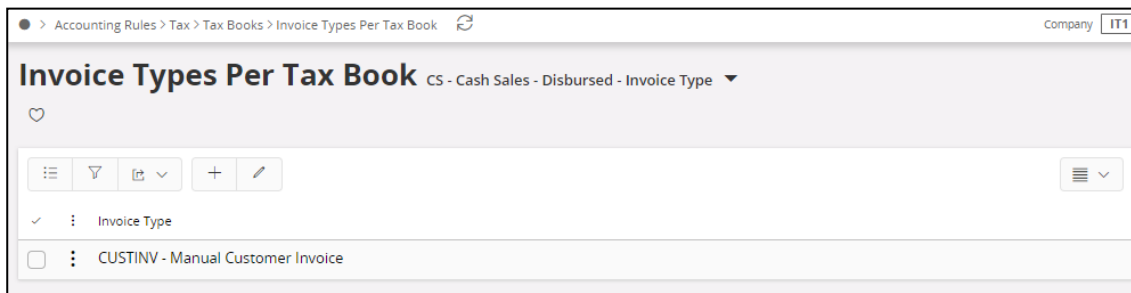 > Accounting Rules > Tax > Tax Books > Invoice Types Per Tax Book Company IT1
Invoice Types Per Tax Book CS - Cash Sales - Disbursed - Invoice Type
Invoice Type
CUSTINV - Manual Customer Invoice